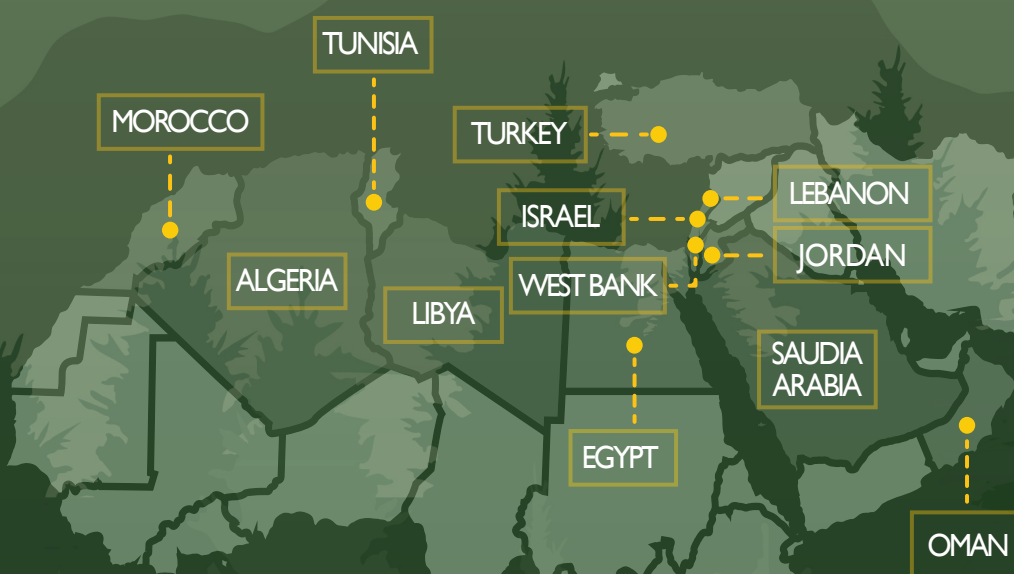 TUNISIA
MOROCCO
TURKEY
LEBANON
ISRAEL
JORDAN
ALGERIA
WEST BANK
LIBYA
SAUDIA
ARABIA
EGYPT
OMAN